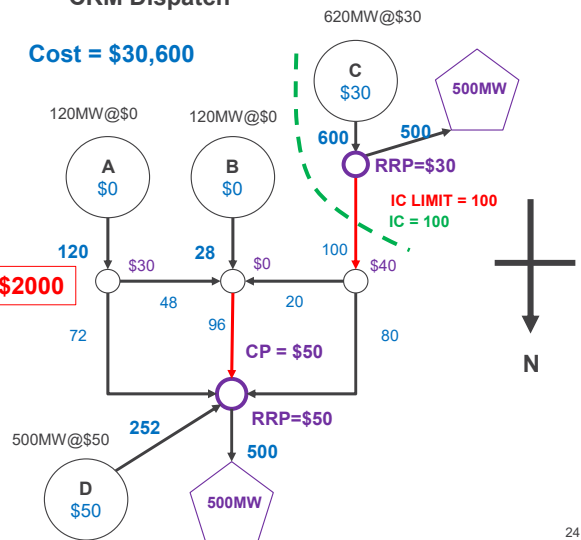 CRM Dispatch
620MW@$30
Cost = $30,600
C
$30
500MW
120MW@$0
120MW@$0
600
500
A
$0
B
$0
RRP=$30
IC LIMIT = 100
IC = 100
120
28
100
$30
$0
$40
$2000
48
20
72
96
80
CP = $50
N
RRP=$50
252
500MW@$50
500
D
$50
500MW
24